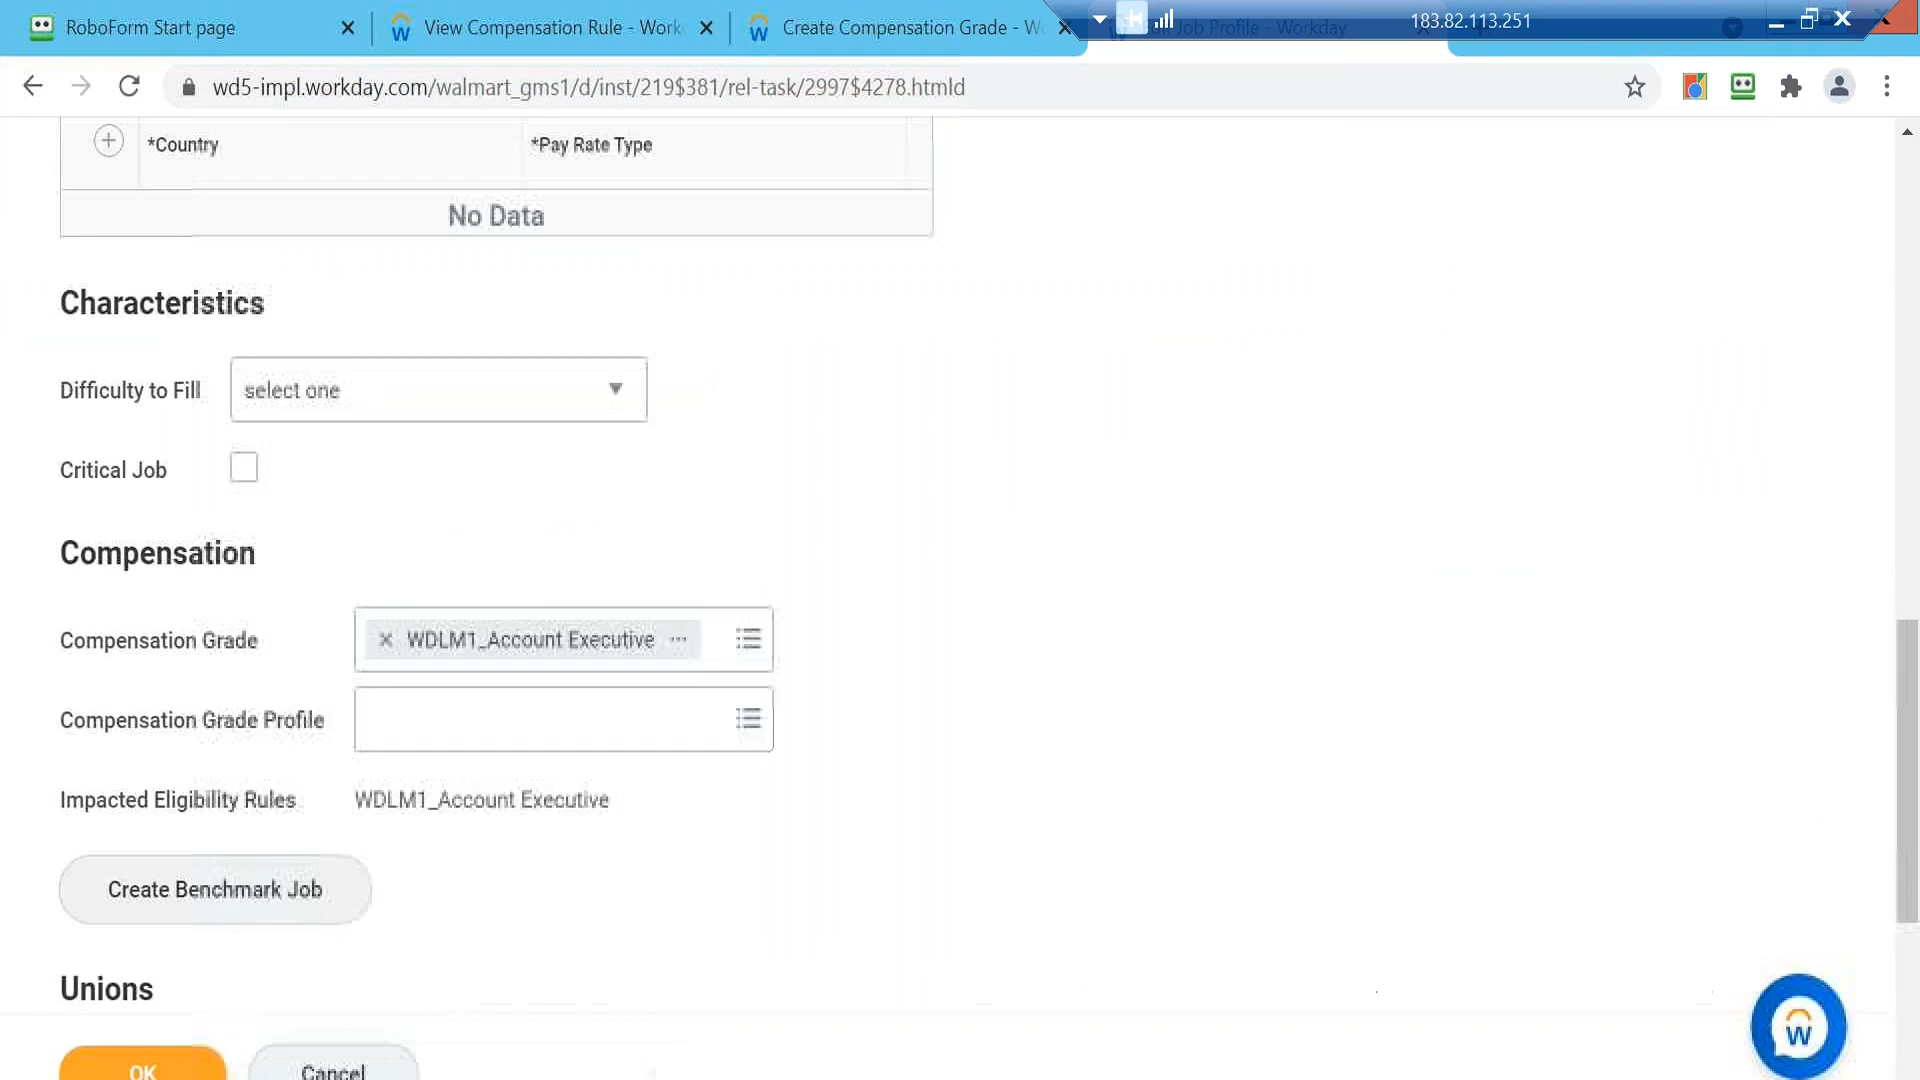 RoboForm Start page
View Compensation Rule - Work
Create Compensation Grade - W
Job Profile - Workday
183.82.113.251
wd5-impl.workday.com/walmart_gms1/d/inst/219$381/rel-task/2997$4278.htmld
*Country *Pay Rate Type
No Data
Characteristics
Difficulty to Fill select one
Critical Job
Compensation
Compensation Grade WDLM1_Account Executive
Compensation Grade Profile
Impacted Eligibility Rules WDLM1_Account Executive
Create Benchmark Job
Unions
OK Cancel